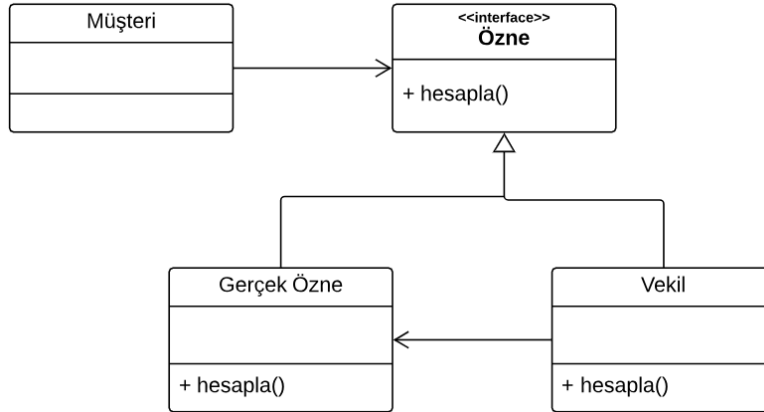 Müşteri
<<interface>>
Özne
+ hesapla()
Gerçek Özne
+ hesapla()
Vekil
+ hesapla()